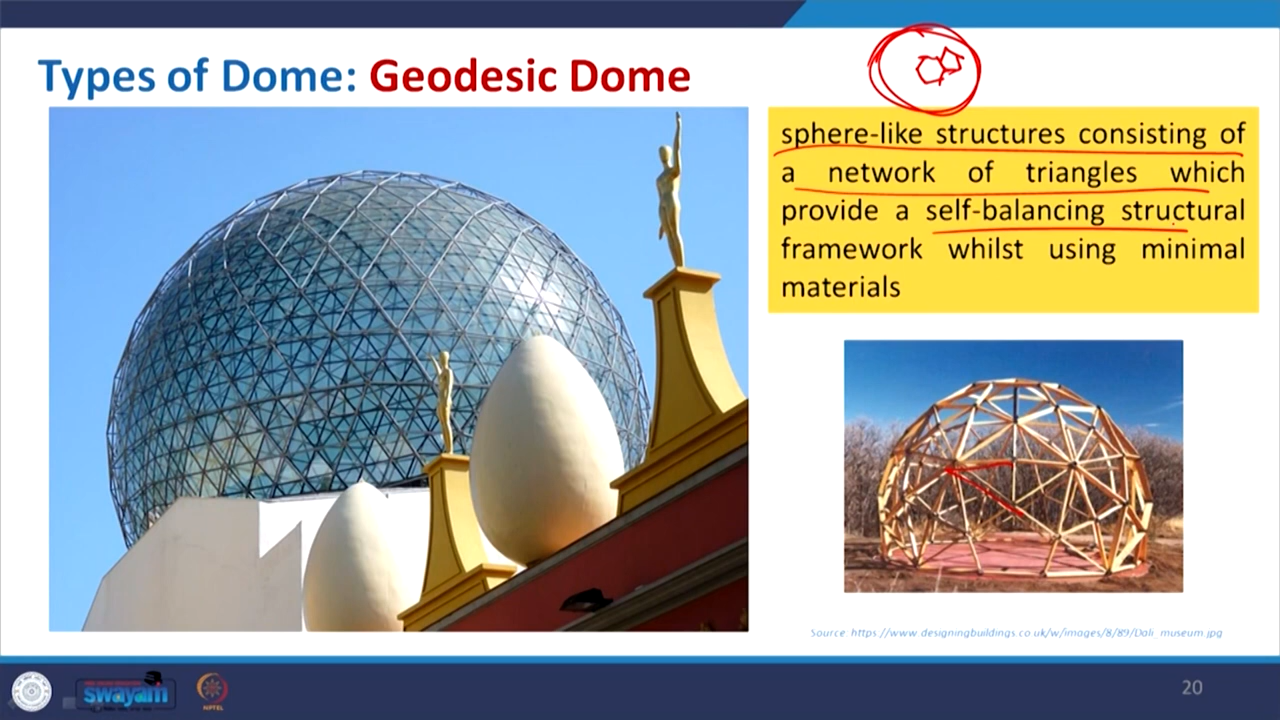 Types of Dome: Geodesic Dome
sphere-like structures consisting of
a network of triangles which
provide a self-balancing structural
framework whilst using minimal
materials
Source: https://www.designingbuildings.co.uk/w/images/8/89/Dali_museum.jpg
swayam
NPTEL
20